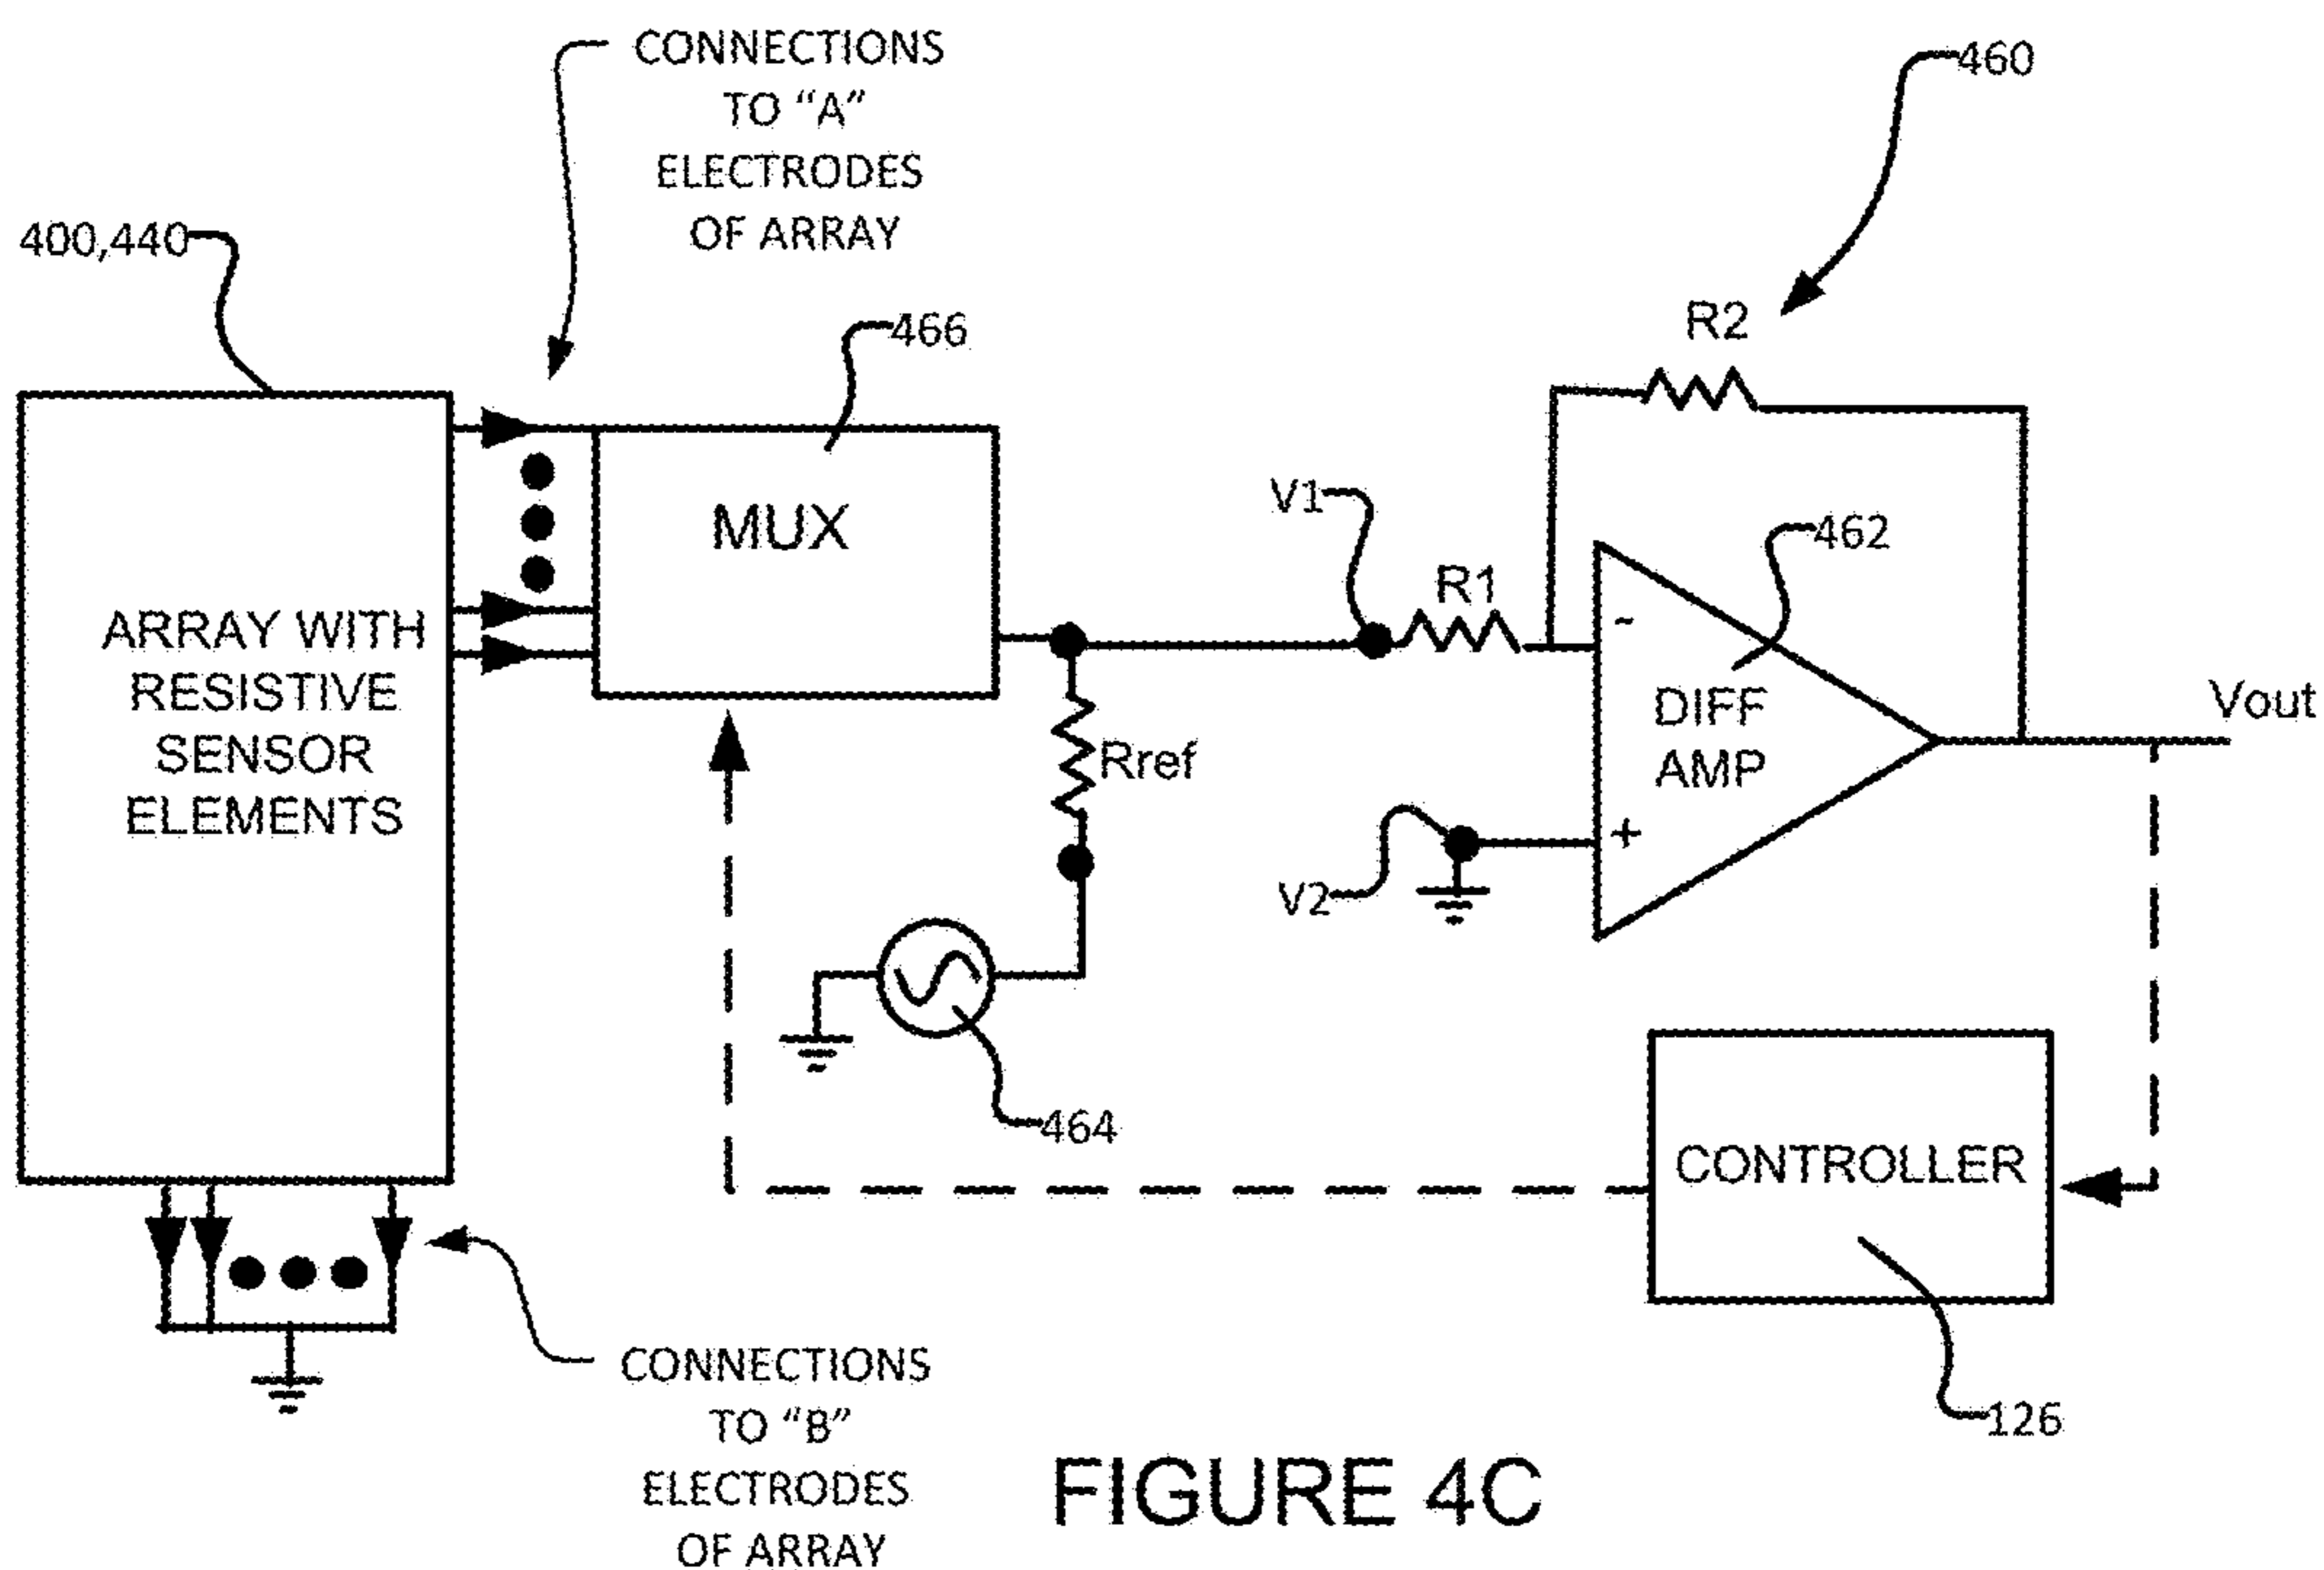 CONNECTIONS
TO “A”
ELECTRODES
OF ARRAY
460
400,440
466
R2
MUX
V1
R1
462
-
ARRAY WITH
RESISTIVE
SENSOR
ELEMENTS
DIFF
AMP
Vout
Rref
+
V2
464
CONTROLLER
126
CONNECTIONS
TO “B”
ELECTRODES
OF ARRAY
FIGURE 4C